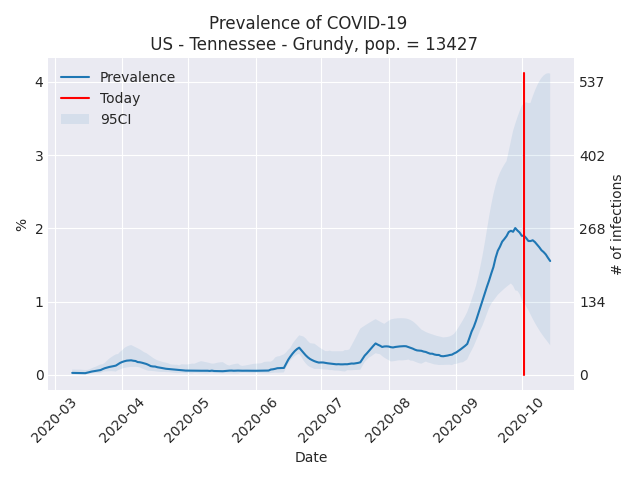 Prevalence of COVID-19
US - Tennessee - Grundy, pop. = 13427
Prevalence
Today
95CI
4
3
2
1
0
%
537
402
268
134
0
# of infections
2020-03
2020-04
2020-05
2020-06
2020-07
2020-08
2020-09
2020-10
Date